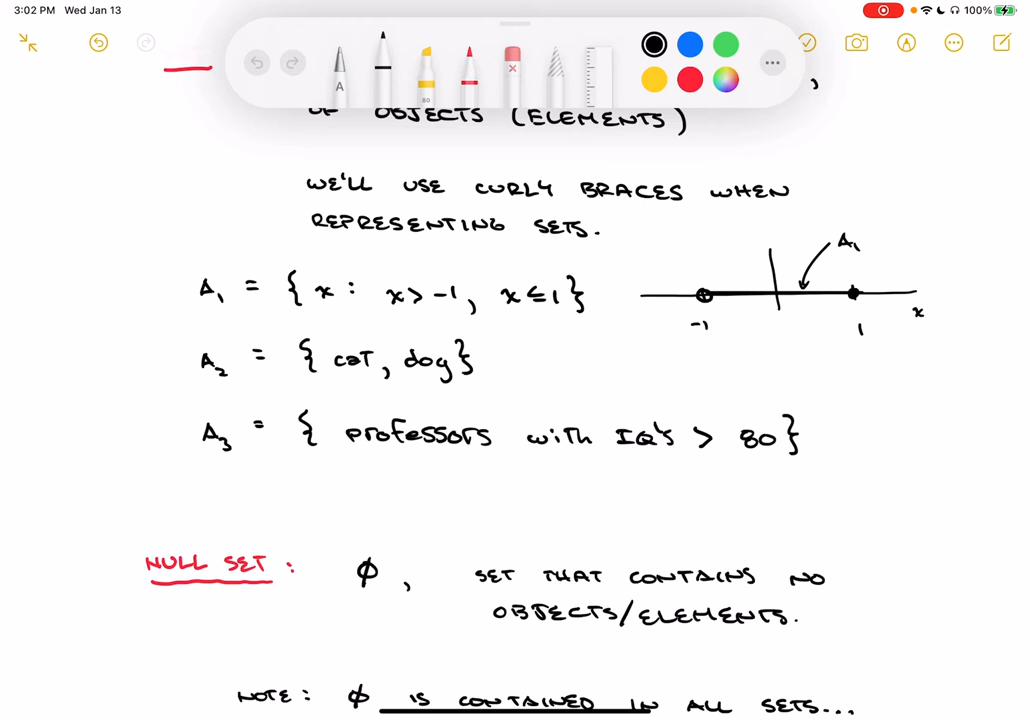 3:02 PM Wed Jan 13
100%
A
80
OF OBJECTS (ELEMENTS)
WE'LL USE CURLY BRACES WHEN
REPRESENTING SETS.
A₁ = { x : x > -1, x ≤ 1}
A₁
-1
1
x
A₂ = { cat, dog}
A₃ = { professors with IQ's > 80}
NULL SET : ϕ , SET THAT CONTAINS NO
OBJECTS/ELEMENTS.
NOTE: ϕ IS CONTAINED IN ALL SETS...